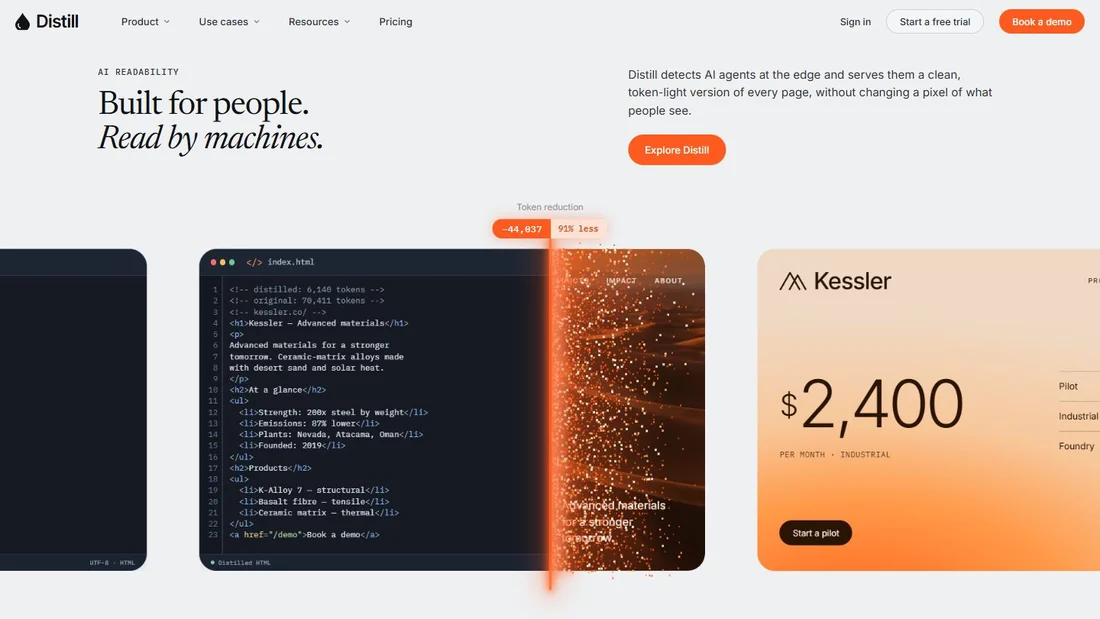 Distill
Product
Use cases
Resources
Pricing
Sign in
Start a free trial
Book a demo
AI READABILITY
Built for people.
Read by machines.
Distill detects AI agents at the edge and serves them a clean,
token-light version of every page, without changing a pixel of what
people see.
Explore Distill
Token reduction
−44,037
91% less
UTF-8 · HTML
</> index.html
1 <!-- distilled: 6,140 tokens -->
2 <!-- original: 70,411 tokens -->
3 <!-- kessler.co/ -->
4 <h1>Kessler — Advanced materials</h1>
5 <p>
6 Advanced materials for a stronger
7 tomorrow. Ceramic-matrix alloys made
8 with desert sand and solar heat.
9 </p>
10 <h2>At a glance</h2>
11 <ul>
12 <li>Strength: 200x steel by weight</li>
13 <li>Emissions: 87% lower</li>
14 <li>Plants: Nevada, Atacama, Oman</li>
15 <li>Founded: 2019</li>
16 </ul>
17 <h2>Products</h2>
18 <ul>
19 <li>K-Alloy 7 — structural</li>
20 <li>Basalt fibre — tensile</li>
21 <li>Ceramic matrix — thermal</li>
22 </ul>
23 <a href="/demo">Book a demo</a>
Distilled HTML
IMPACT
ABOUT
Advanced materials
for a stronger
tomorrow.
Kessler
$2,400
PER MONTH · INDUSTRIAL
Start a pilot
Pilot
Industrial
Foundry